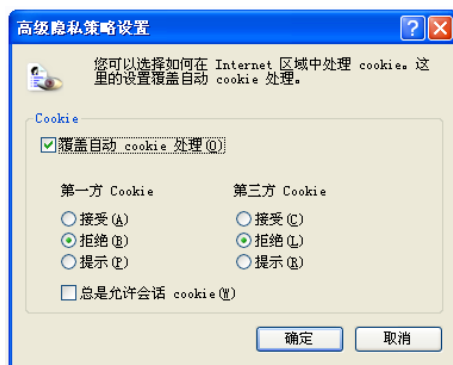 高级隐私策略设置
您可以选择如何在 Internet 区域中处理 cookie。这
里的设置覆盖自动 cookie 处理。
Cookie
覆盖自动 cookie 处理(O)
第一方 Cookie 第三方 Cookie
接受(A) 接受(C)
拒绝(B) 拒绝(L)
提示(P) 提示(R)
总是允许会话 cookie(W)
确定 取消